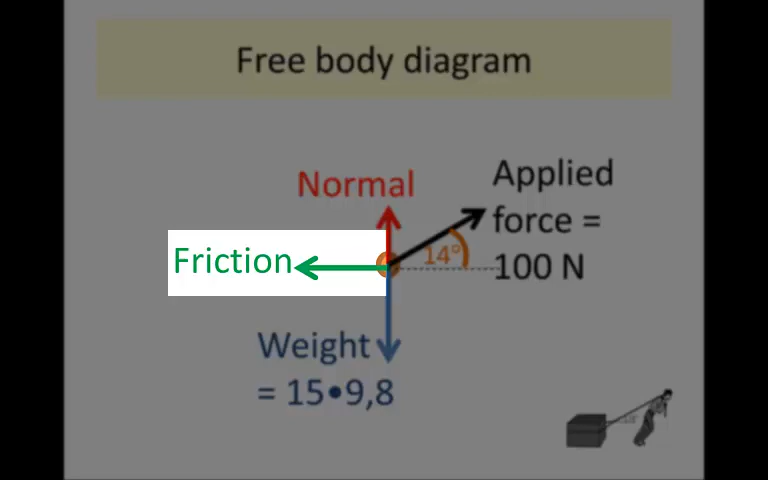 Free body diagram
Normal
Applied
force =
100 N
Friction
14°
Weight
= 15•9,8